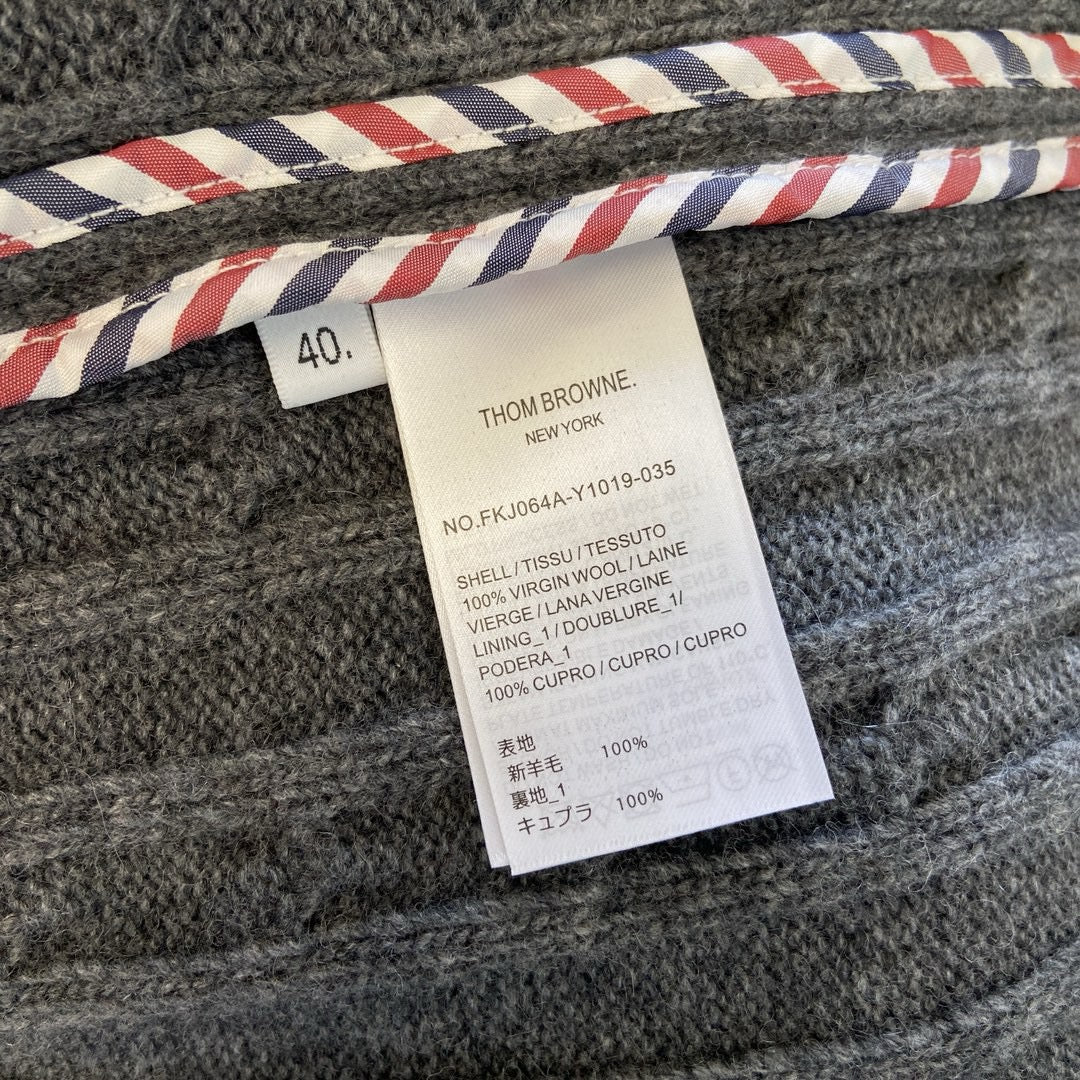 40.
THOM BROWNE.
NEW YORK
NO.FKJ064A-Y1019-035
SHELL / TISSU / TESSUTO
100% VIRGIN WOOL / LAINE
VIERGE / LANA VERGINE
LINING_1 / DOUBLURE_1/
PODERA_1
100% CUPRO / CUPRO / CUPRO
表地
新羊毛 100%
裏地_1
キュプラ 100%